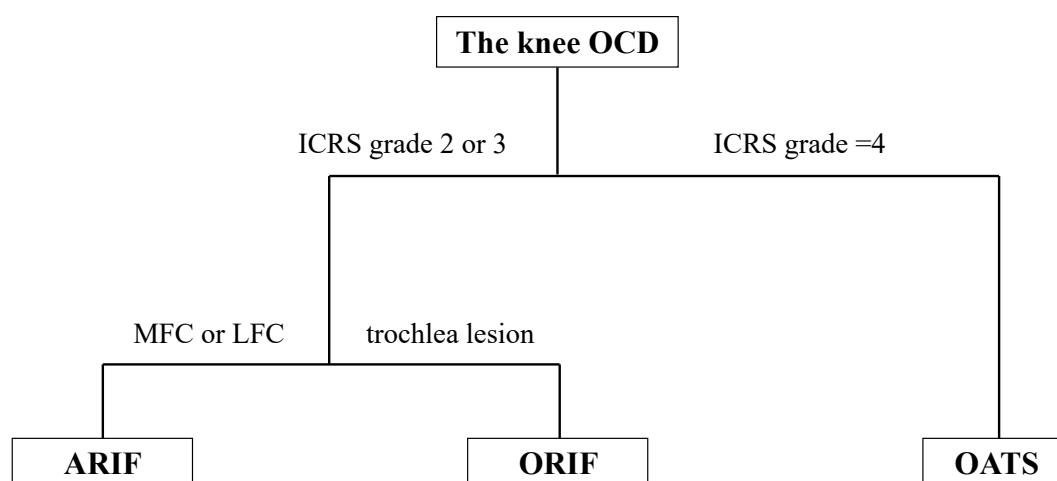 The knee OCD
ICRS grade 2 or 3
ICRS grade =4
MFC or LFC
trochlea lesion
ARIF
ORIF
OATS